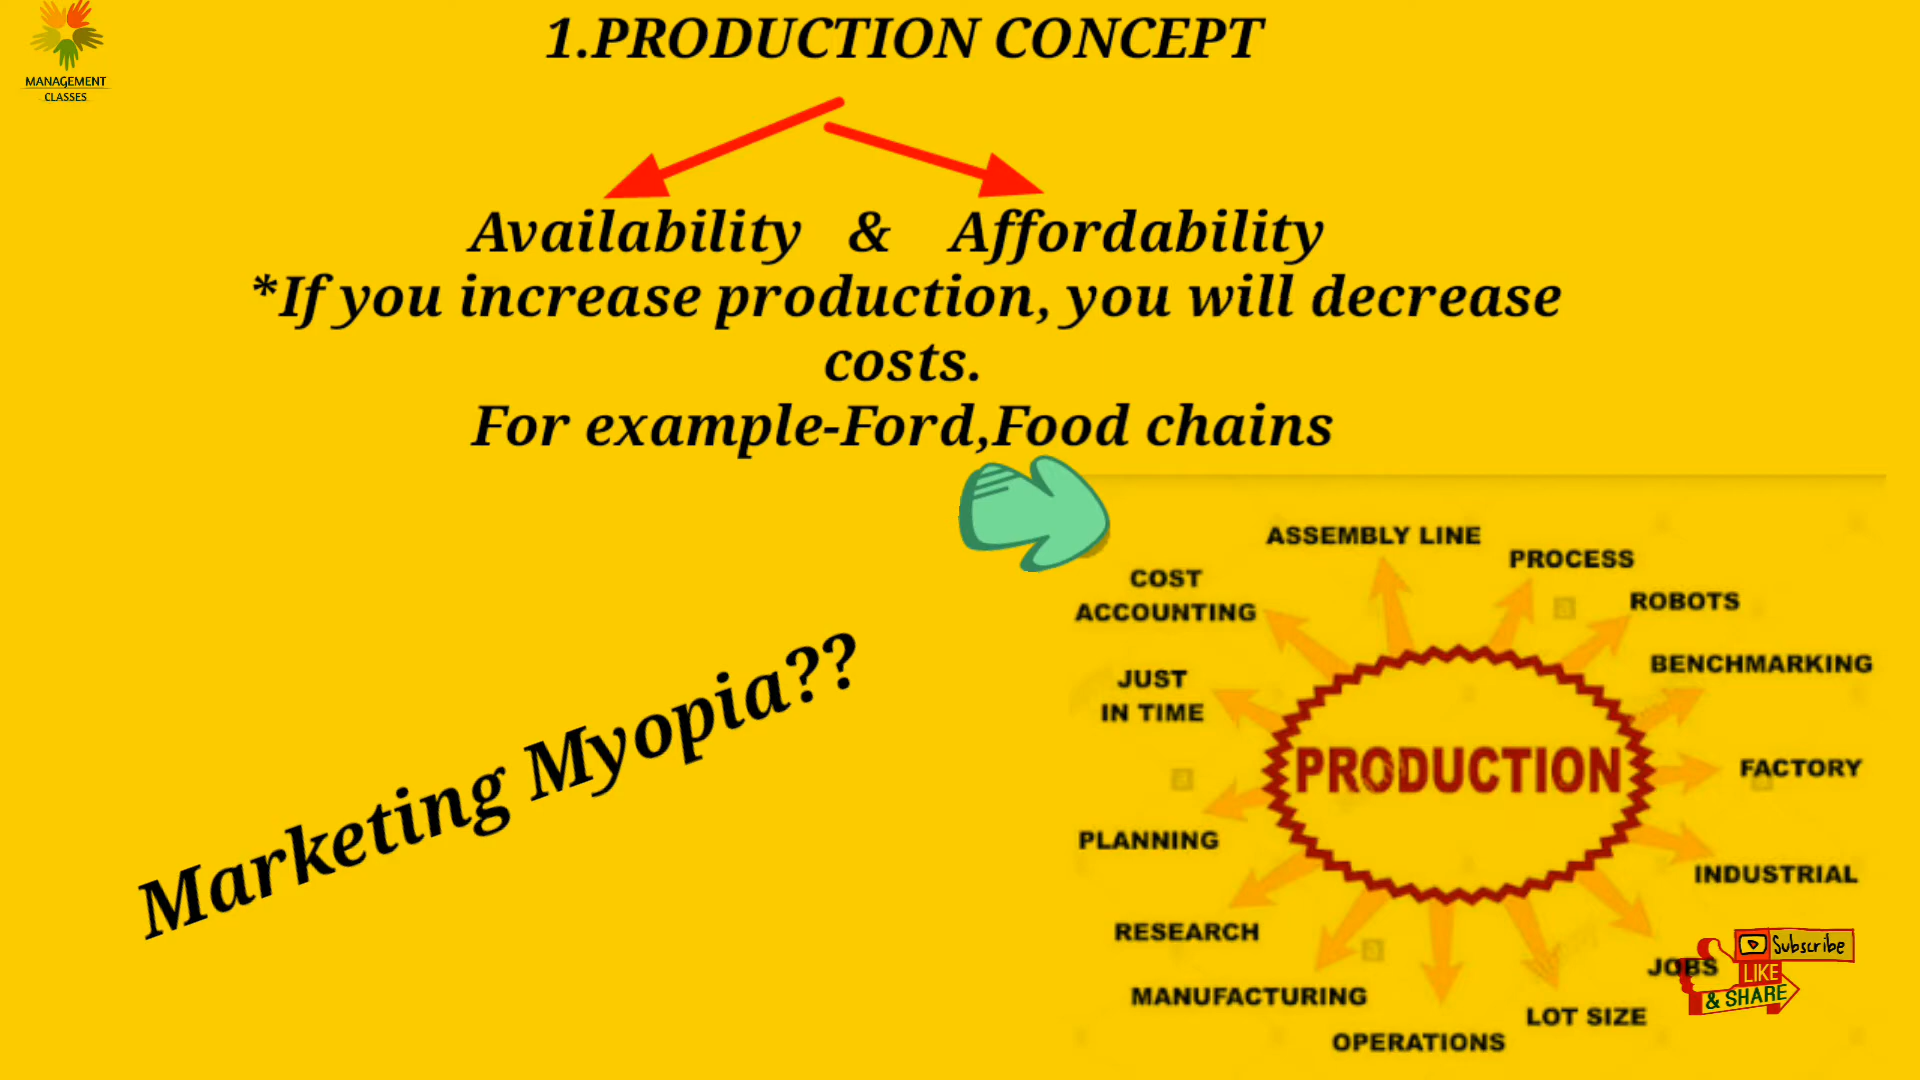 MANAGEMENT
CLASSES
1.PRODUCTION CONCEPT
Availability & Affordability
*If you increase production, you will decrease
costs.
For example-Ford,Food chains
Marketing Myopia??
ASSEMBLY LINE
PROCESS
COST
ACCOUNTING
ROBOTS
BENCHMARKING
JUST
IN TIME
PRODUCTION
FACTORY
PLANNING
INDUSTRIAL
RESEARCH
JOBS
MANUFACTURING
LOT SIZE
OPERATIONS
Subscribe
LIKE
& SHARE